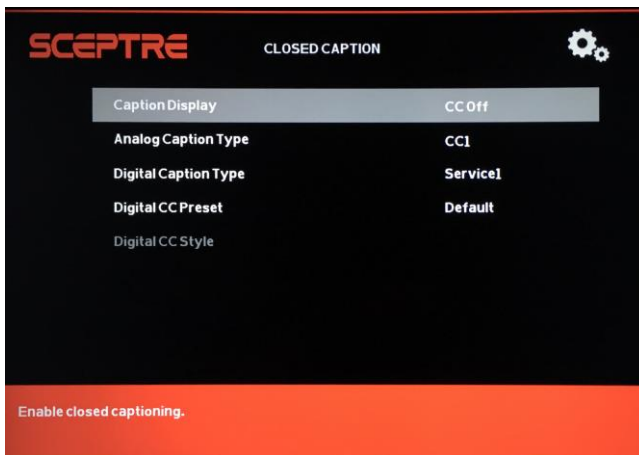 SCEPTRE CLOSED CAPTION
Caption Display CC Off
Analog Caption Type CC1
Digital Caption Type Service1
Digital CC Preset Default
Digital CC Style
Enable closed captioning.